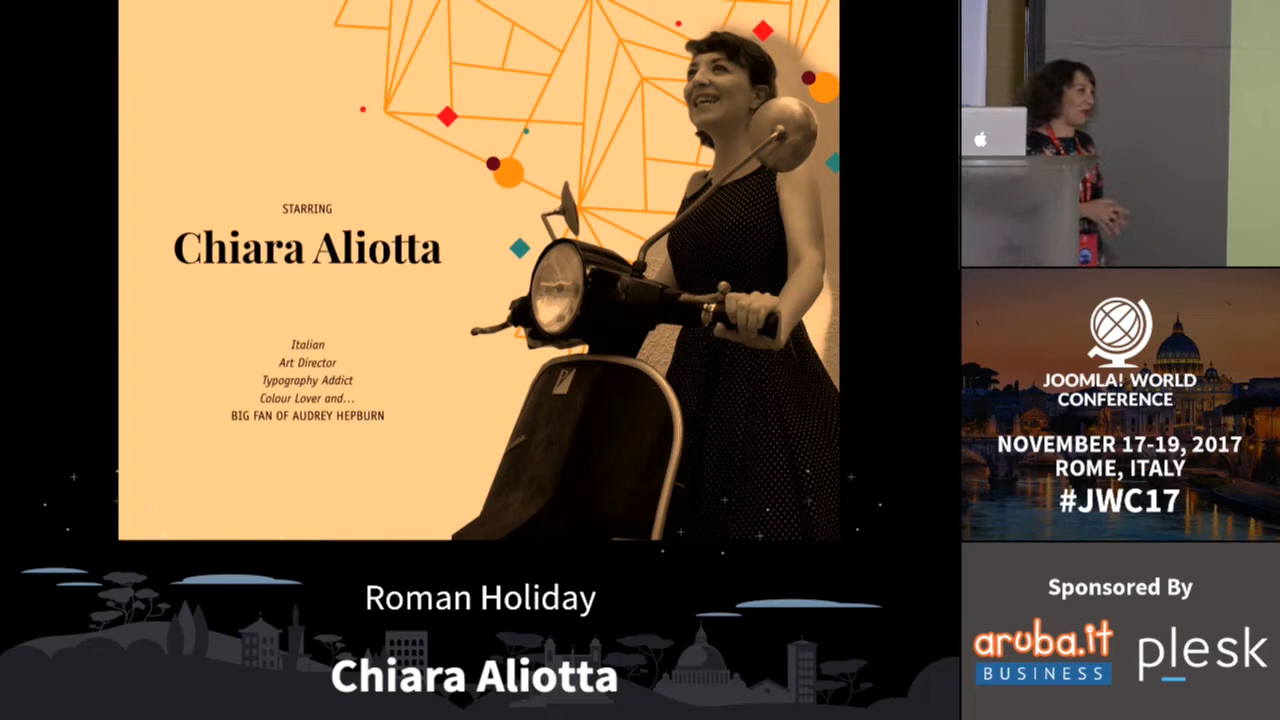 STARRING
Chiara Aliotta
Italian
Art Director
Typography Addict
Colour Lover and...
BIG FAN OF AUDREY HEPBURN
Roman Holiday
Chiara Aliotta
JOOMLA! WORLD
CONFERENCE
NOVEMBER 17-19, 2017
ROME, ITALY
#JWC17
Sponsored By
aruba.it
BUSINESS
plesk